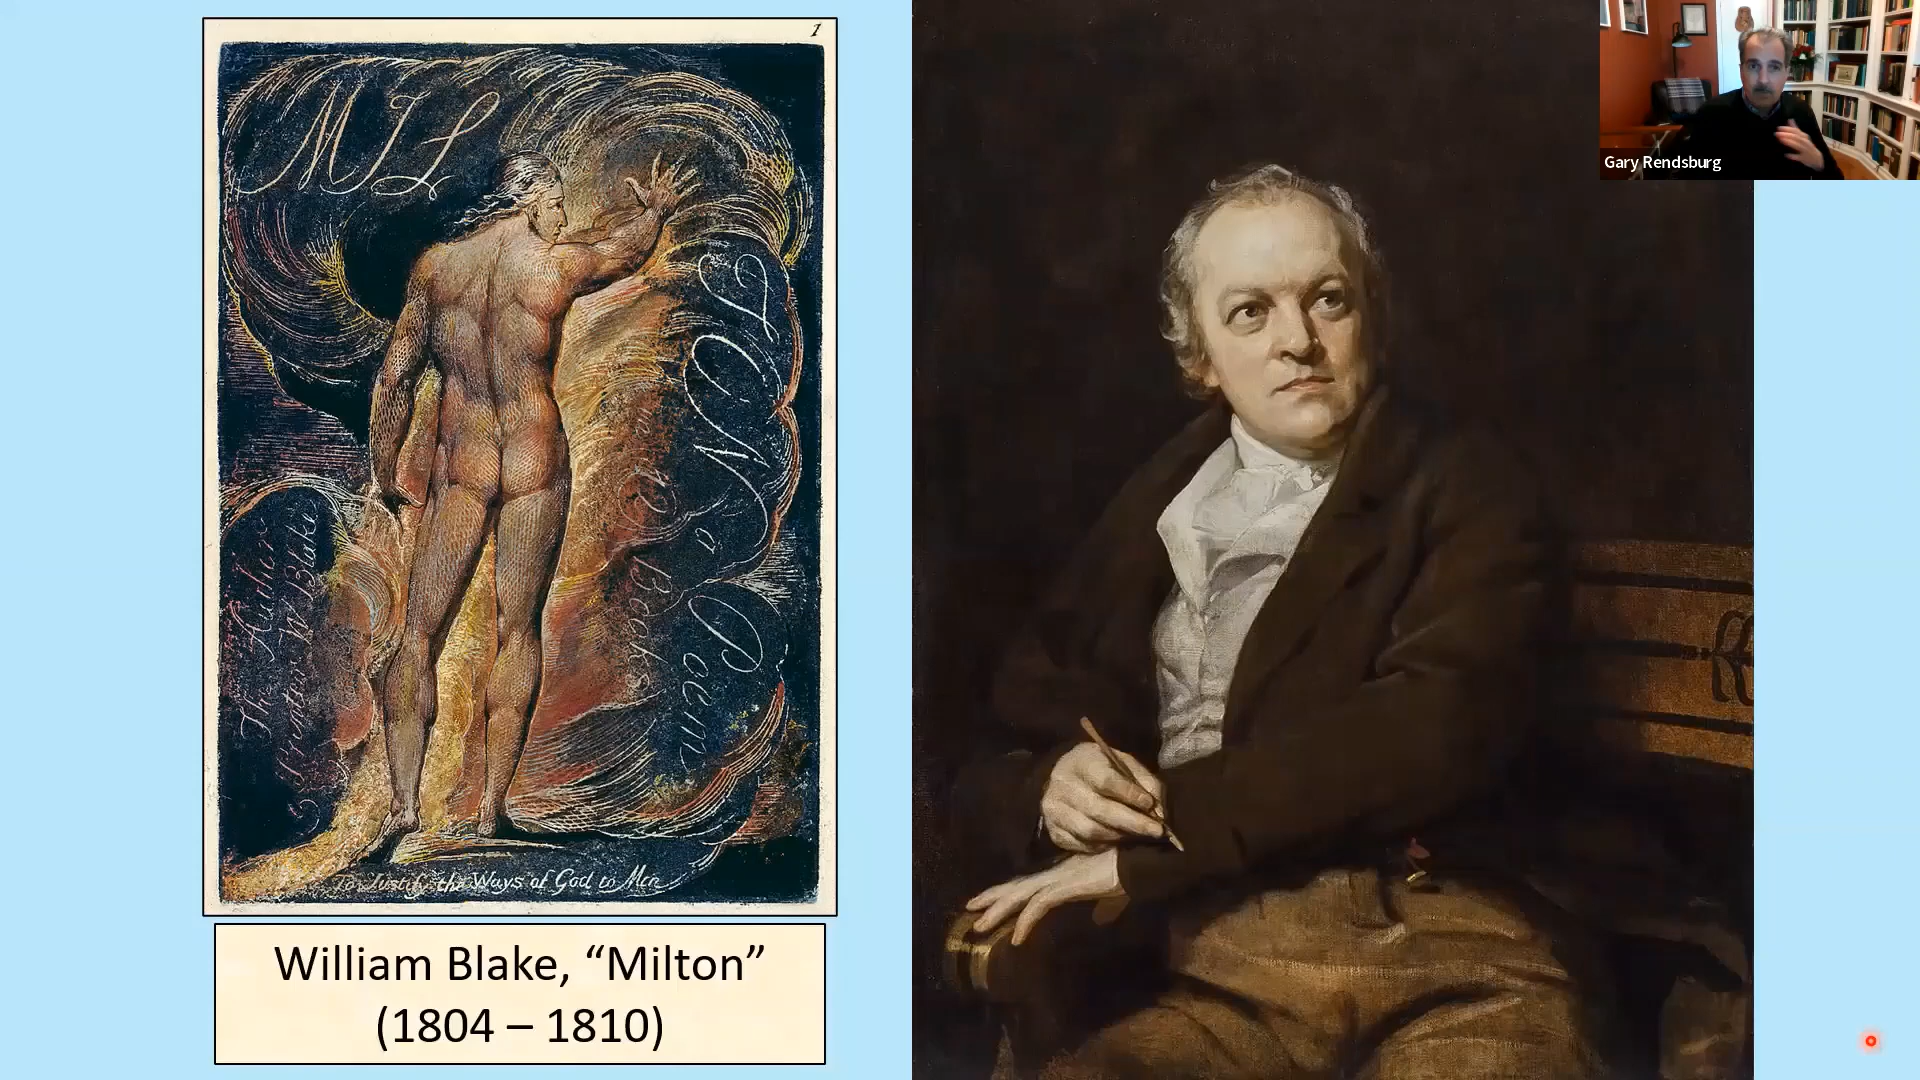 1
MIL
TON
a Poem
in 2 Books
The Author
& Printer W Blake
To Justify the Ways of God to Men
William Blake, “Milton”
(1804 – 1810)
Gary Rendsburg